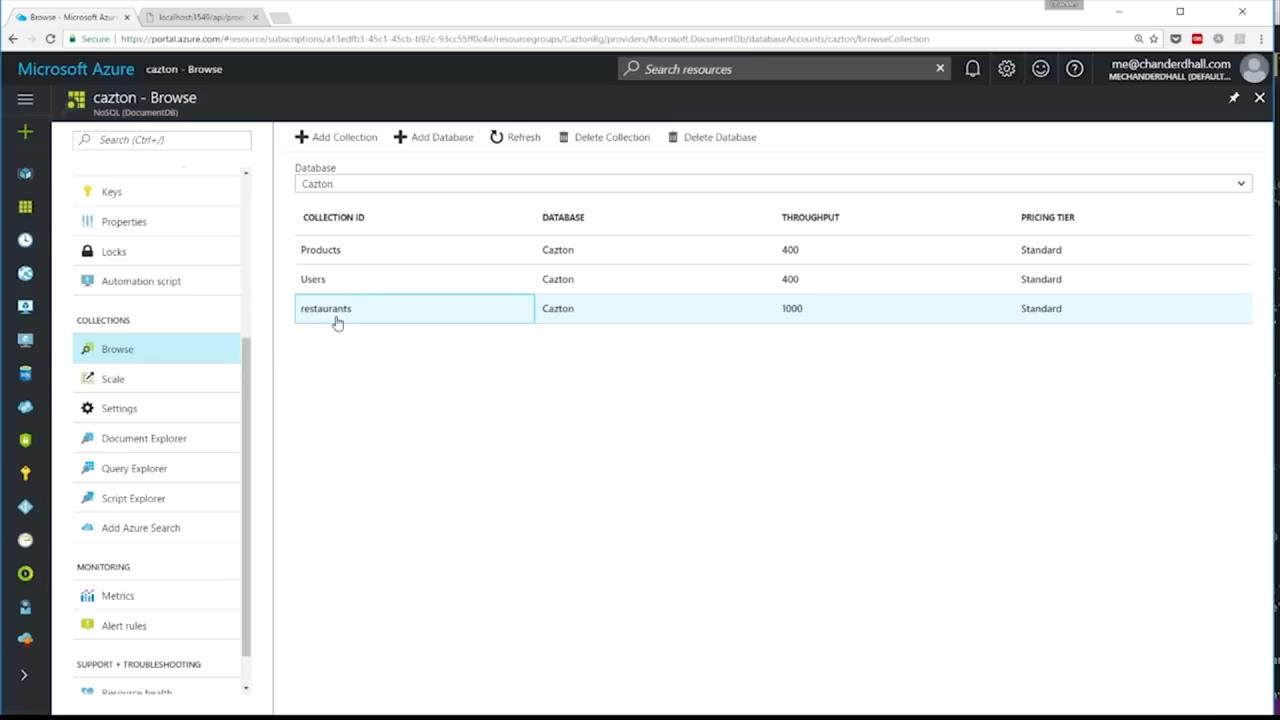 Chander
Browse - Microsoft Azure
localhost:3549/api/prod
Secure
https://portal.azure.com/#resource/subscriptions/a13edfb3-45c1-45cb-b92c-93cc55ff0c4e/resourcegroups/CaztonRg/providers/Microsoft.DocumentDb/databaseAccounts/cazton/browseCollection
Microsoft Azure
cazton - Browse
Search resources
me@chanderdhall.com
MECHANDERDHALL (DEFAULT...
cazton - Browse
NoSQL (DocumentDB)
Search (Ctrl+/)
Keys
Properties
Locks
Automation script
COLLECTIONS
Browse
Scale
Settings
Document Explorer
Query Explorer
Script Explorer
Add Azure Search
MONITORING
Metrics
Alert rules
SUPPORT + TROUBLESHOOTING
Resource health
Add Collection
Add Database
Refresh
Delete Collection
Delete Database
Database
Cazton
COLLECTION ID DATABASE THROUGHPUT PRICING TIER
Products Cazton 400 Standard
Users Cazton 400 Standard
restaurants Cazton 1000 Standard